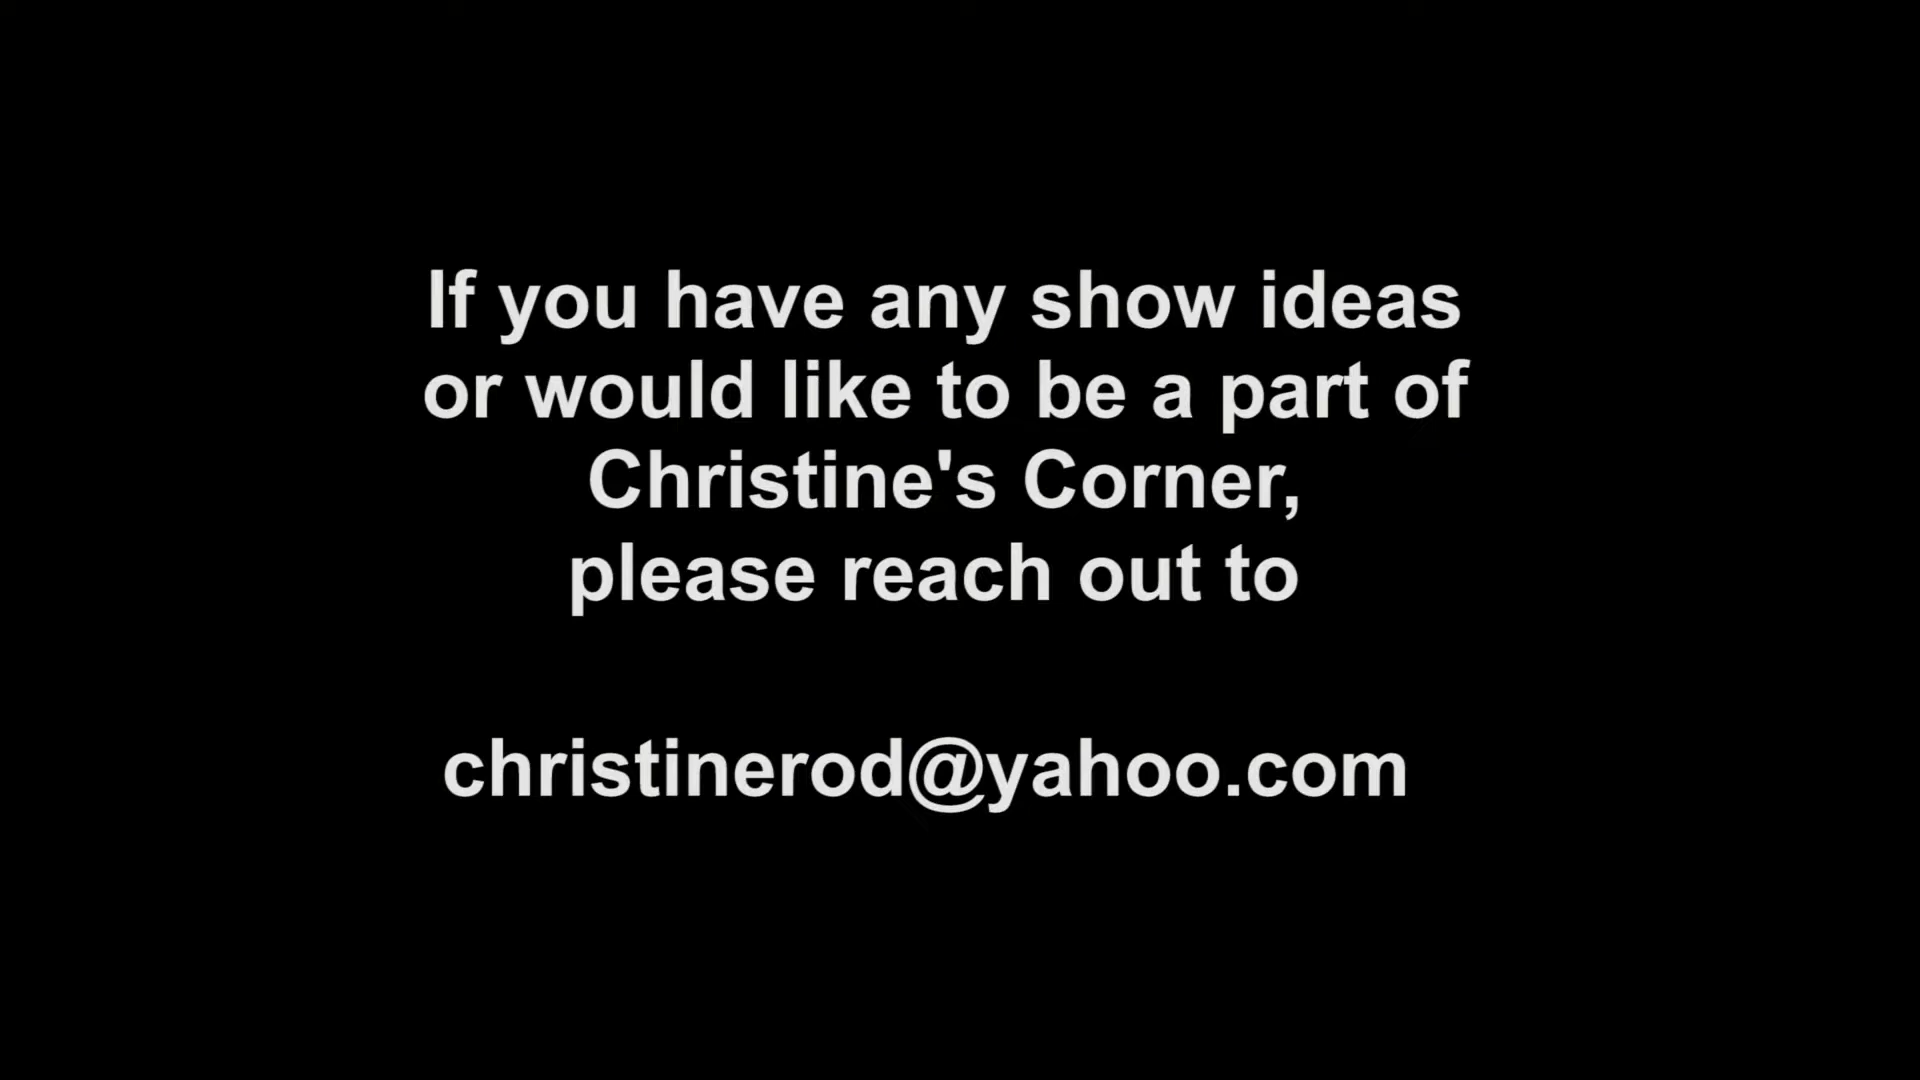 If you have any show ideas
or would like to be a part of
Christine's Corner,
please reach out to
christinerod@yahoo.com